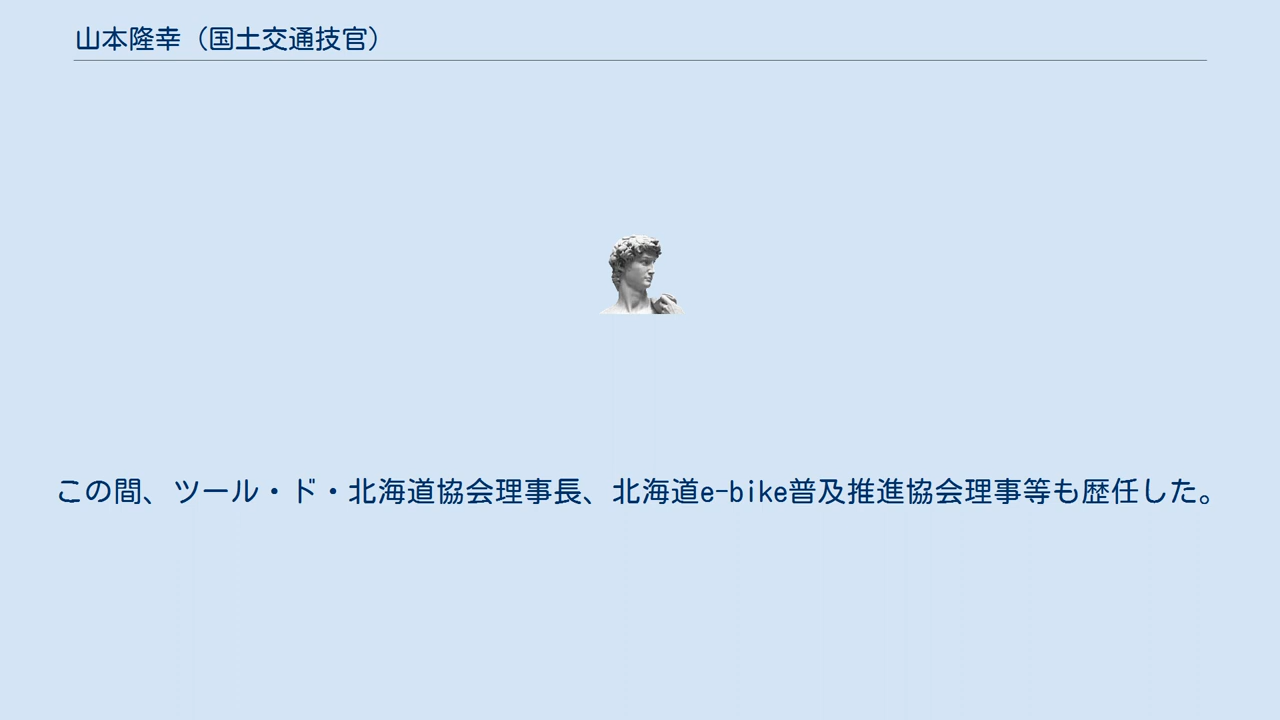 山本隆幸（国土交通技官）
この間、ツール・ド・北海道協会理事長、北海道e-bike普及推進協会理事等も歴任した。